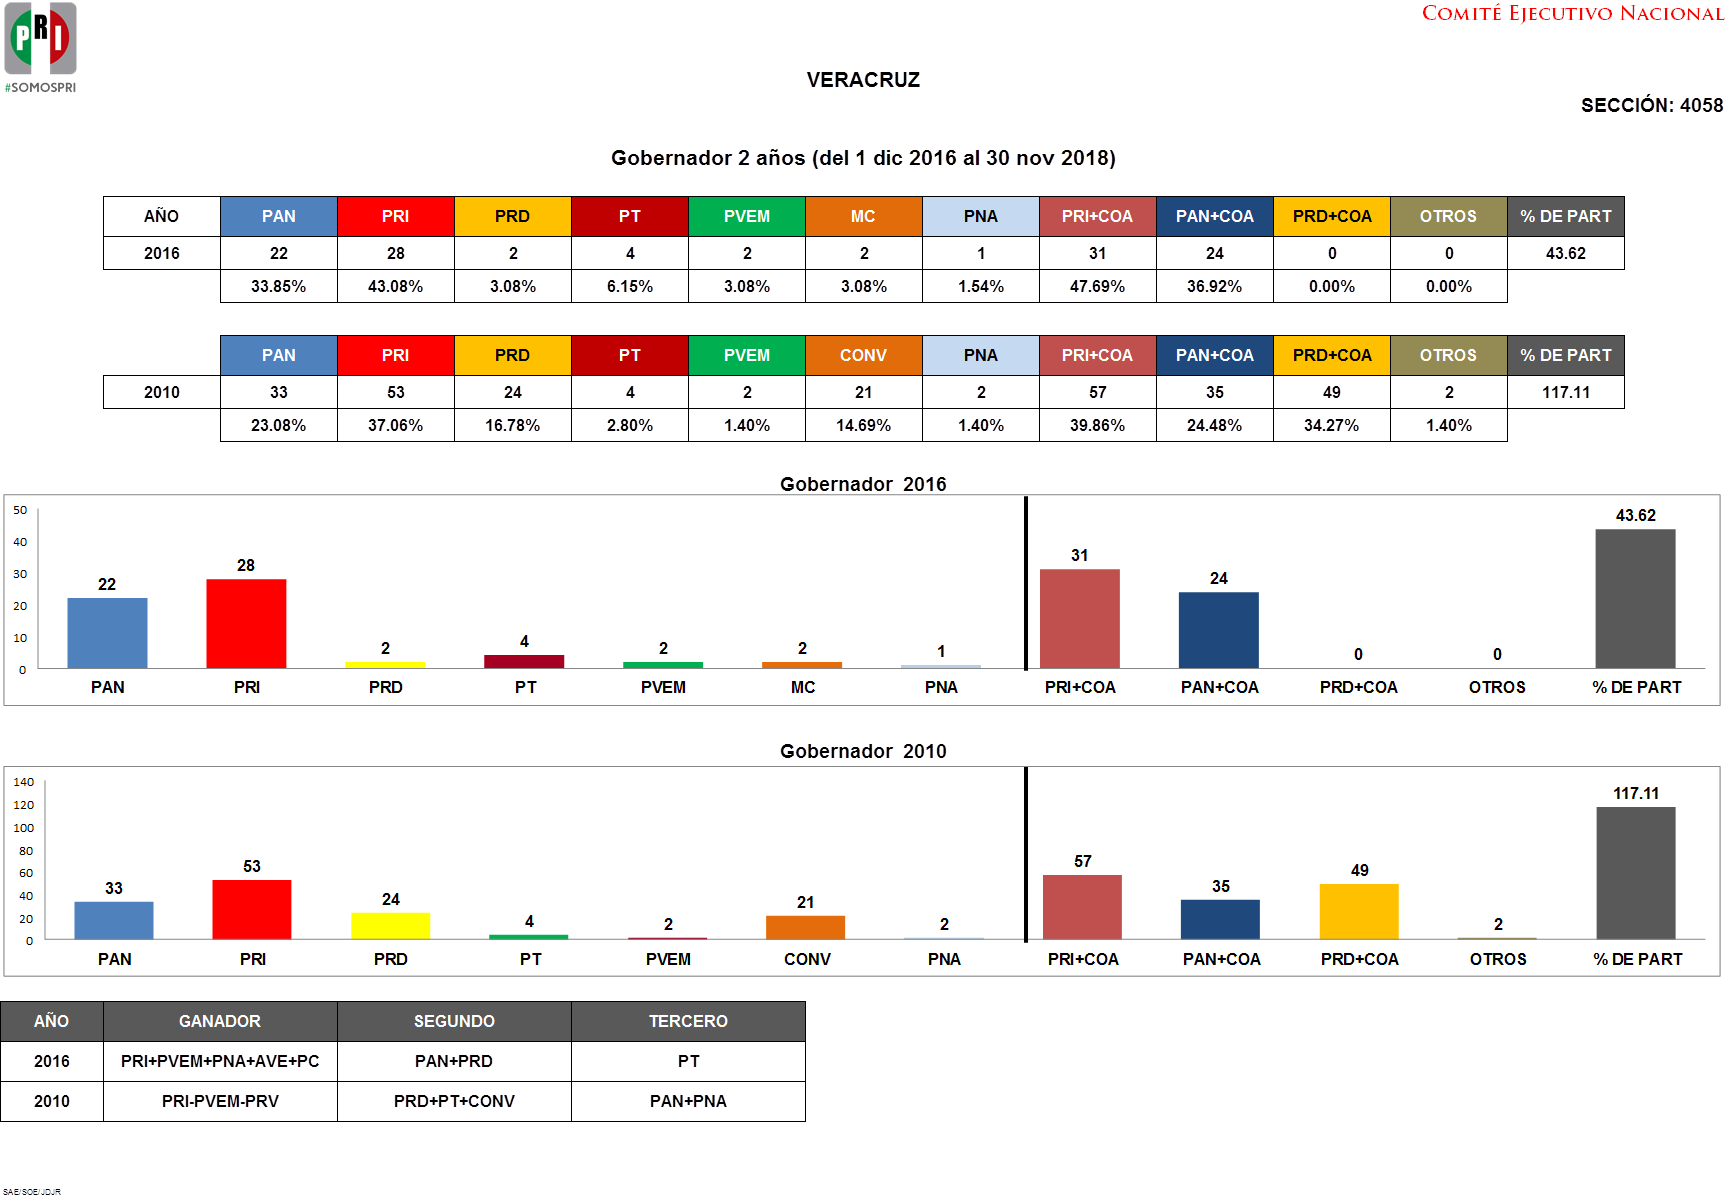 PRI
#SOMOSPRI
COMITÉ EJECUTIVO NACIONAL
VERACRUZ
SECCIÓN: 4058
Gobernador 2 años (del 1 dic 2016 al 30 nov 2018)
AÑO PAN PRI PRD PT PVEM MC PNA PRI+COA PAN+COA PRD+COA OTROS % DE PART
2016 22 28 2 4 2 2 1 31 24 0 0 43.62
33.85% 43.08% 3.08% 6.15% 3.08% 3.08% 1.54% 47.69% 36.92% 0.00% 0.00%
PAN PRI PRD PT PVEM CONV PNA PRI+COA PAN+COA PRD+COA OTROS % DE PART
2010 33 53 24 4 2 21 2 57 35 49 2 117.11
23.08% 37.06% 16.78% 2.80% 1.40% 14.69% 1.40% 39.86% 24.48% 34.27% 1.40%
Gobernador 2016
50
40
30
20
10
0
22 28 2 4 2 2 1 31 24 0 0 43.62
PAN PRI PRD PT PVEM MC PNA PRI+COA PAN+COA PRD+COA OTROS % DE PART
Gobernador 2010
140
120
100
80
60
40
20
0
33 53 24 4 2 21 2 57 35 49 2 117.11
PAN PRI PRD PT PVEM CONV PNA PRI+COA PAN+COA PRD+COA OTROS % DE PART
AÑO GANADOR SEGUNDO TERCERO
2016 PRI+PVEM+PNA+AVE+PC PAN+PRD PT
2010 PRI-PVEM-PRV PRD+PT+CONV PAN+PNA
SAE/SOE/JDJR